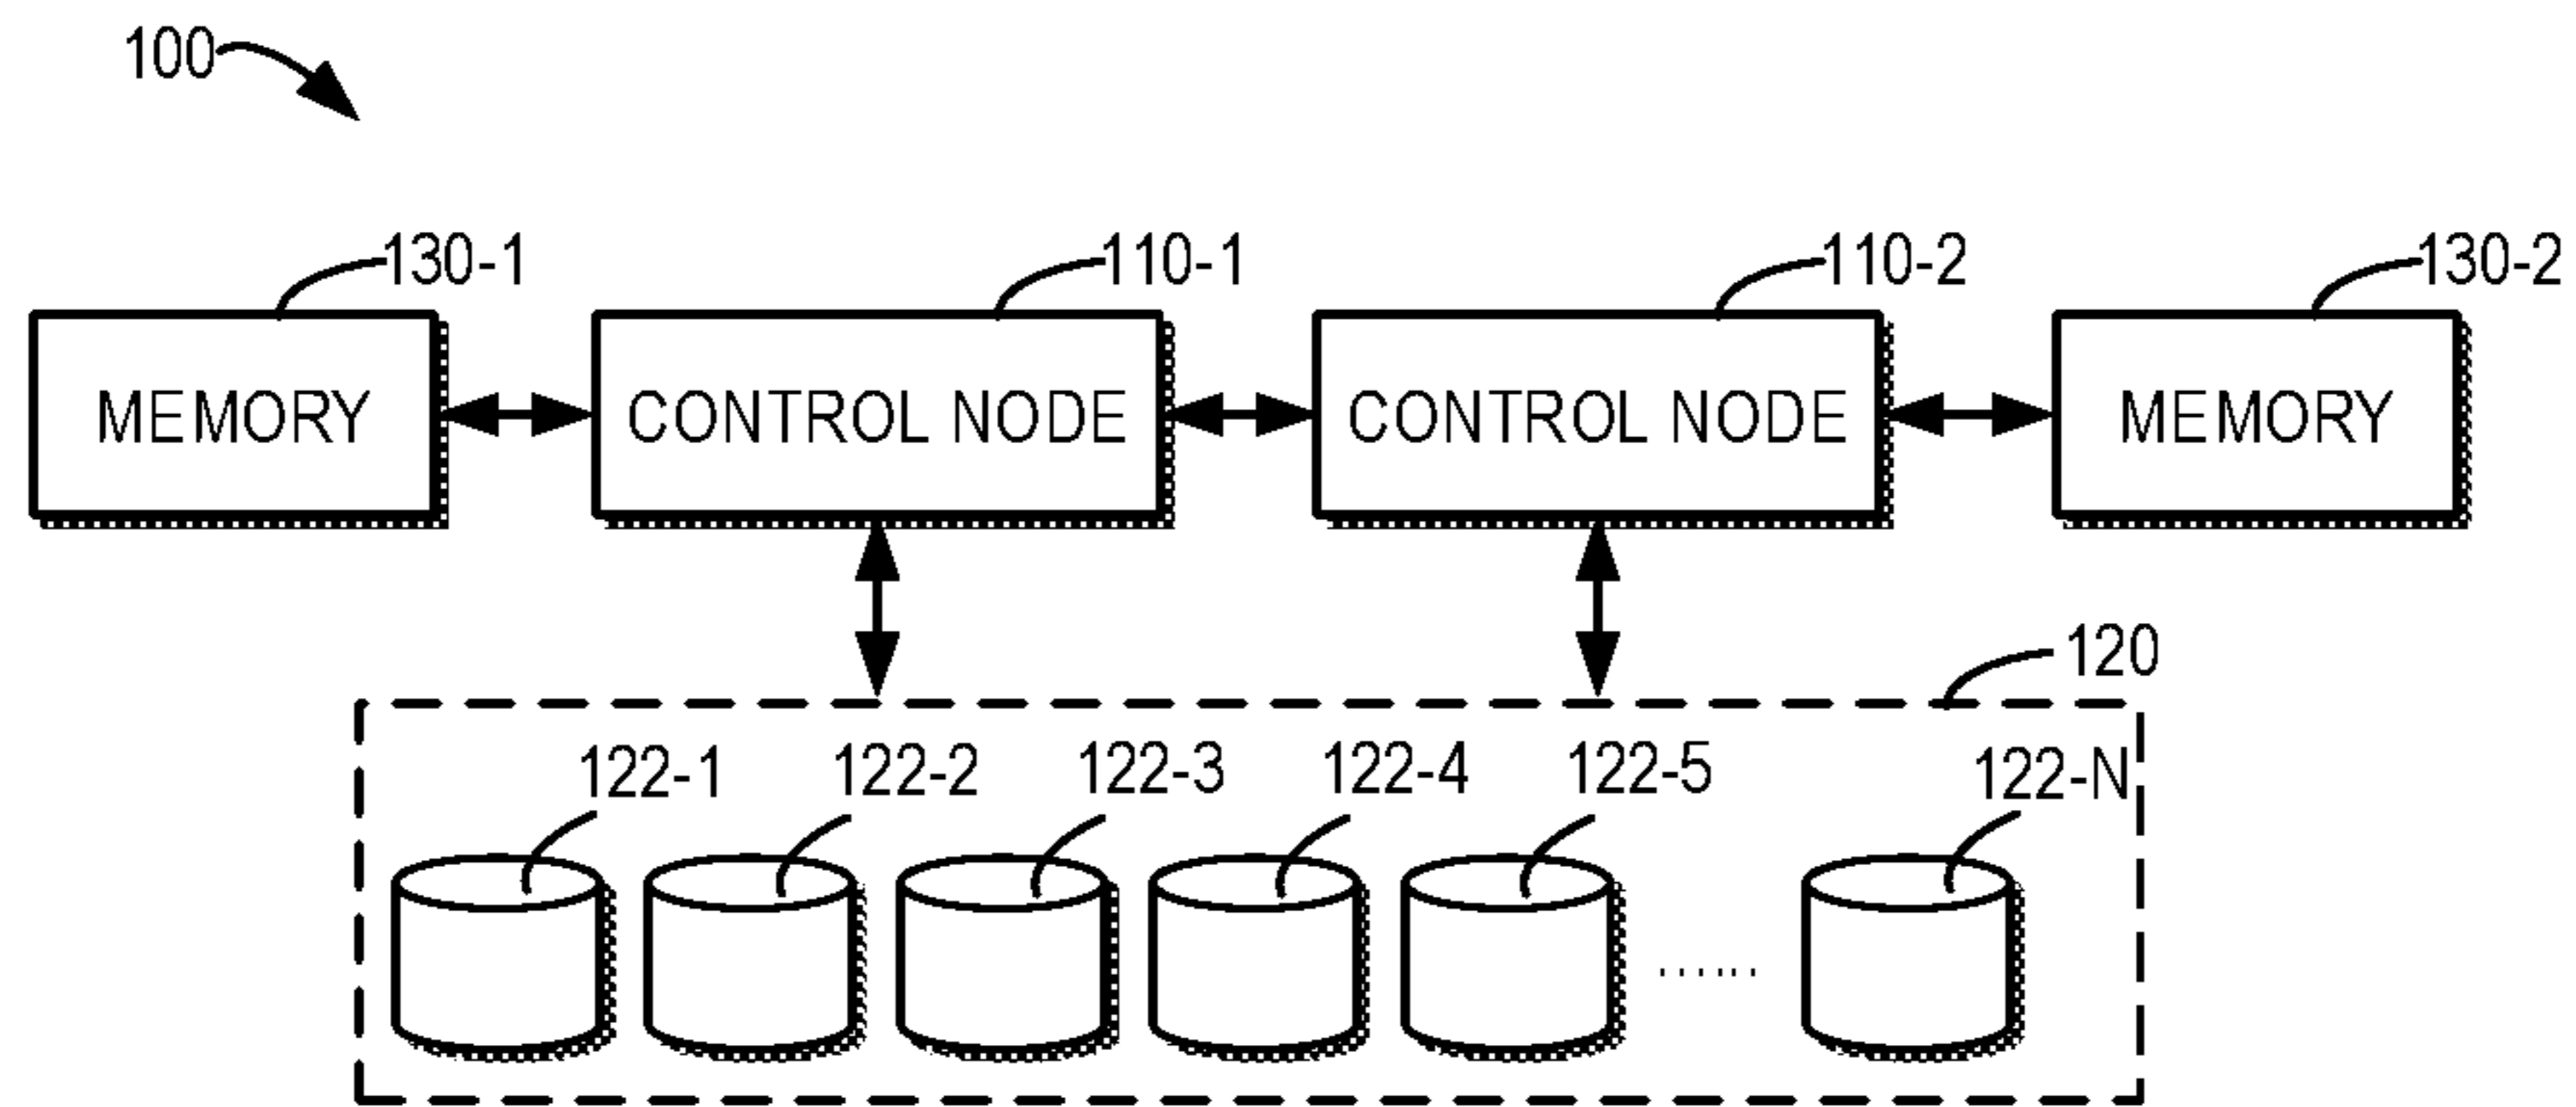 100
130-1 110-1 110-2 130-2
MEMORY CONTROL NODE CONTROL NODE MEMORY
120
122-1 122-2 122-3 122-4 122-5 122-N
......